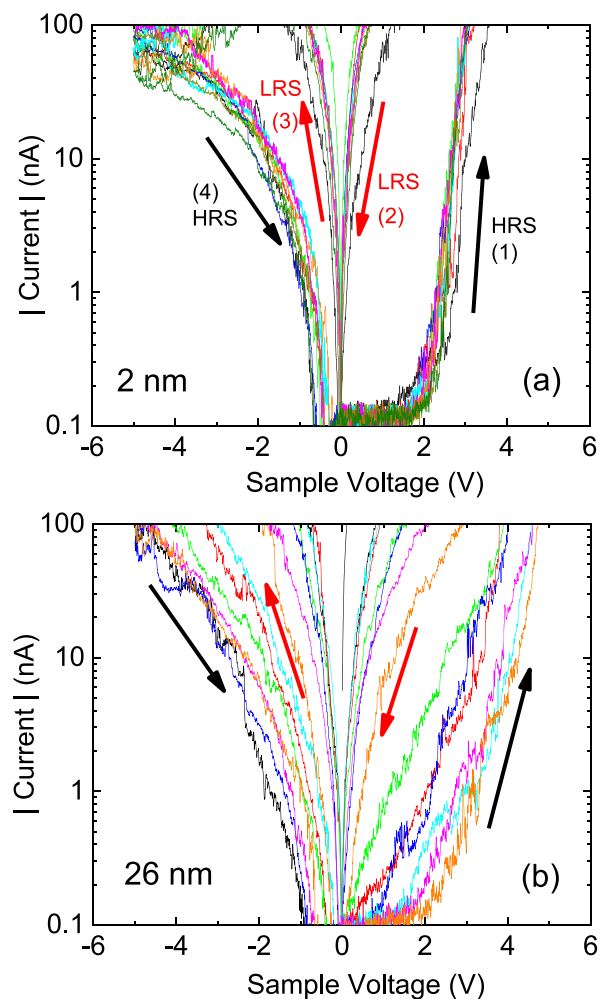 100
10
1
0.1
| Current | (nA)
LRS
(3)
LRS
(2)
(4)
HRS
HRS
(1)
2 nm
(a)
-6 -4 -2 0 2 4 6
Sample Voltage (V)
100
10
1
0.1
| Current | (nA)
26 nm
(b)
-6 -4 -2 0 2 4 6
Sample Voltage (V)